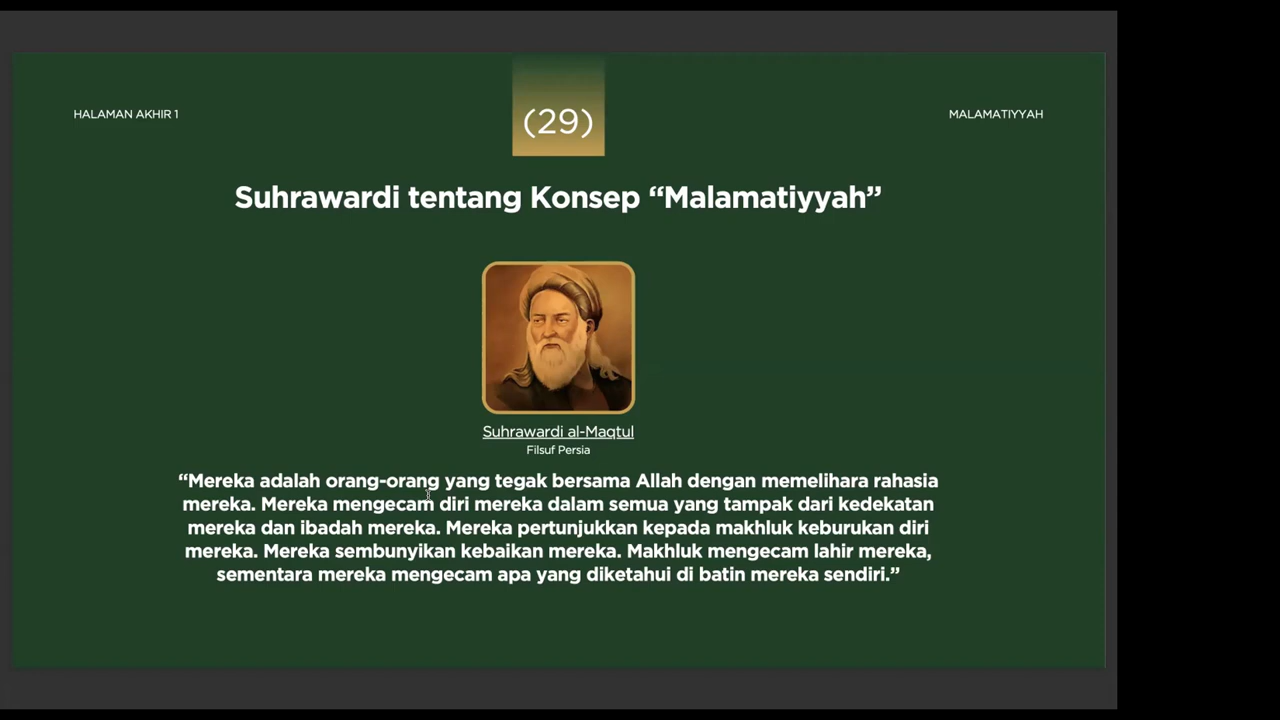 HALAMAN AKHIR 1
(29)
MALAMATIYYAH
Suhrawardi tentang Konsep “Malamatiyyah”
Suhrawardi al-Maqtul
Filsuf Persia
“Mereka adalah orang-orang yang tegak bersama Allah dengan memelihara rahasia
mereka. Mereka mengecam diri mereka dalam semua yang tampak dari kedekatan
mereka dan ibadah mereka. Mereka pertunjukkan kepada makhluk keburukan diri
mereka. Mereka sembunyikan kebaikan mereka. Makhluk mengecam lahir mereka,
sementara mereka mengecam apa yang diketahui di batin mereka sendiri.”